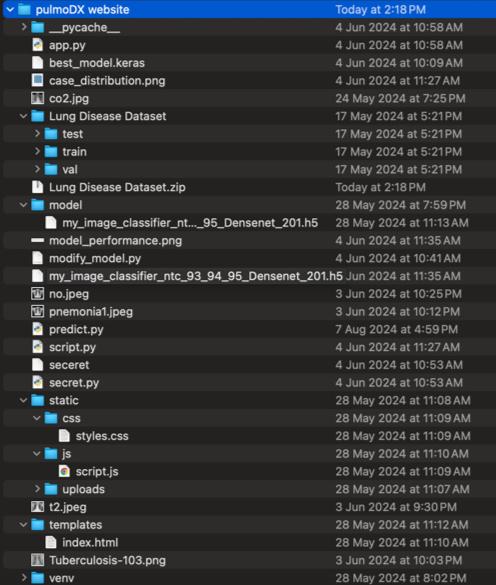 pulmoDX website Today at 2:18 PM
__pycache__ 4 Jun 2024 at 10:58 AM
app.py 4 Jun 2024 at 10:58 AM
best_model.keras 4 Jun 2024 at 10:09 AM
case_distribution.png 4 Jun 2024 at 11:27 AM
co2.jpg 24 May 2024 at 7:25 PM
Lung Disease Dataset 17 May 2024 at 5:21 PM
test 17 May 2024 at 5:21 PM
train 17 May 2024 at 5:21 PM
val 17 May 2024 at 5:21 PM
Lung Disease Dataset.zip Today at 2:18 PM
model 28 May 2024 at 7:59 PM
my_image_classifier_nt..._95_Densenet_201.h5 28 May 2024 at 11:13 AM
model_performance.png 4 Jun 2024 at 11:35 AM
modify_model.py 4 Jun 2024 at 10:41 AM
my_image_classifier_ntc_93_94_95_Densenet_201.h5 Jun 2024 at 11:35 AM
no.jpeg 3 Jun 2024 at 10:25 PM
pnemonia1.jpeg 3 Jun 2024 at 10:12 PM
predict.py 7 Aug 2024 at 4:59 PM
script.py 4 Jun 2024 at 11:27 AM
seceret 4 Jun 2024 at 10:53 AM
secret.py 4 Jun 2024 at 10:53 AM
static 28 May 2024 at 11:08 AM
css 28 May 2024 at 11:09 AM
styles.css 28 May 2024 at 11:09 AM
js 28 May 2024 at 11:10 AM
script.js 28 May 2024 at 11:09 AM
uploads 28 May 2024 at 11:07 AM
t2.jpeg 3 Jun 2024 at 9:30 PM
templates 28 May 2024 at 11:12 AM
index.html 28 May 2024 at 11:10 AM
Tuberculosis-103.png 3 Jun 2024 at 10:03 PM
venv 28 May 2024 at 8:02 PM